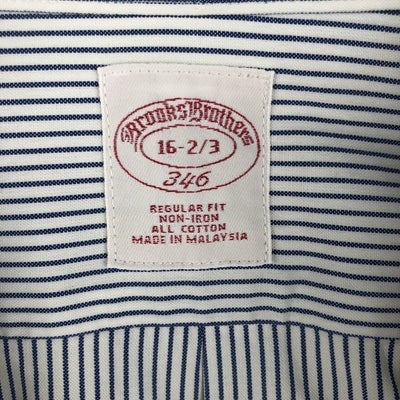 Brooks Brothers
16-2/3
346
REGULAR FIT
NON-IRON
ALL COTTON
MADE IN MALAYSIA